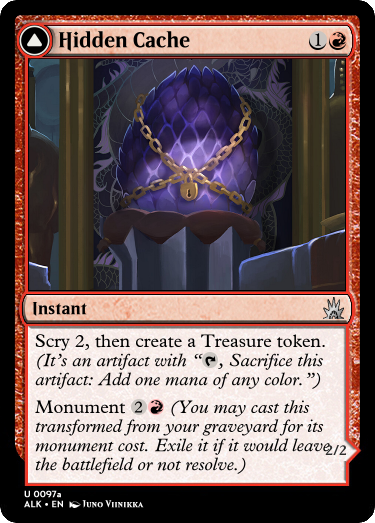 Hidden Cache 1
Instant
Scry 2, then create a Treasure token.
(It's an artifact with “, Sacrifice this
artifact: Add one mana of any color.”)
Monument 2 (You may cast this
transformed from your graveyard for its
monument cost. Exile it if it would leave
2/2
the battlefield or not resolve.)
U 0097a
ALK • EN Juno Viinikka